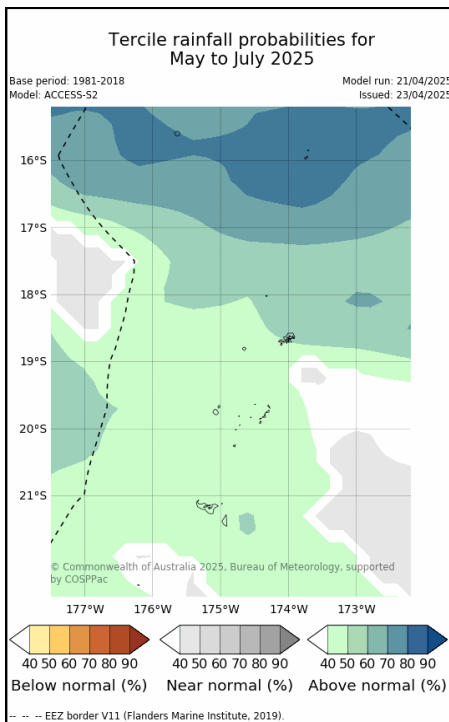 Tercile rainfall probabilities for
May to July 2025
Base period: 1981-2018
Model: ACCESS-S2
Model run: 21/04/2025
Issued: 23/04/2025
16°S
17°S
18°S
19°S
20°S
21°S
© Commonwealth of Australia 2025, Bureau of Meteorology, supported
by COSPPac
177°W 176°W 175°W 174°W 173°W
40 50 60 70 80 90 40 50 60 70 80 90 40 50 60 70 80 90
Below normal (%) Near normal (%) Above normal (%)
-- -- -- EEZ border V11 (Flanders Marine Institute, 2019).